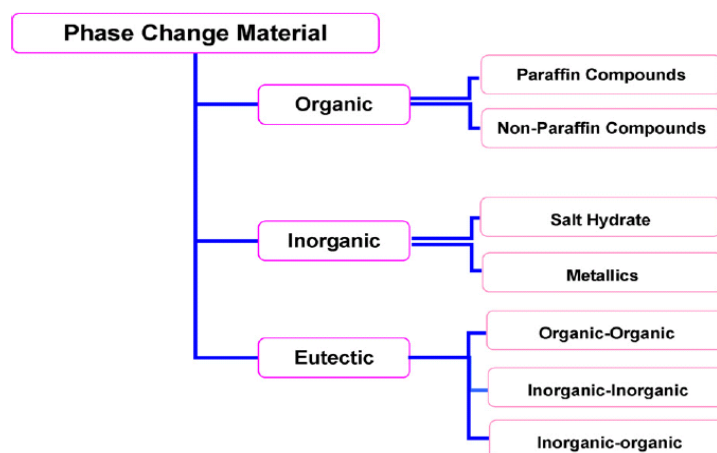 Phase Change Material
Organic
Paraffin Compounds
Non-Paraffin Compounds
Inorganic
Salt Hydrate
Metallics
Eutectic
Organic-Organic
Inorganic-Inorganic
Inorganic-organic